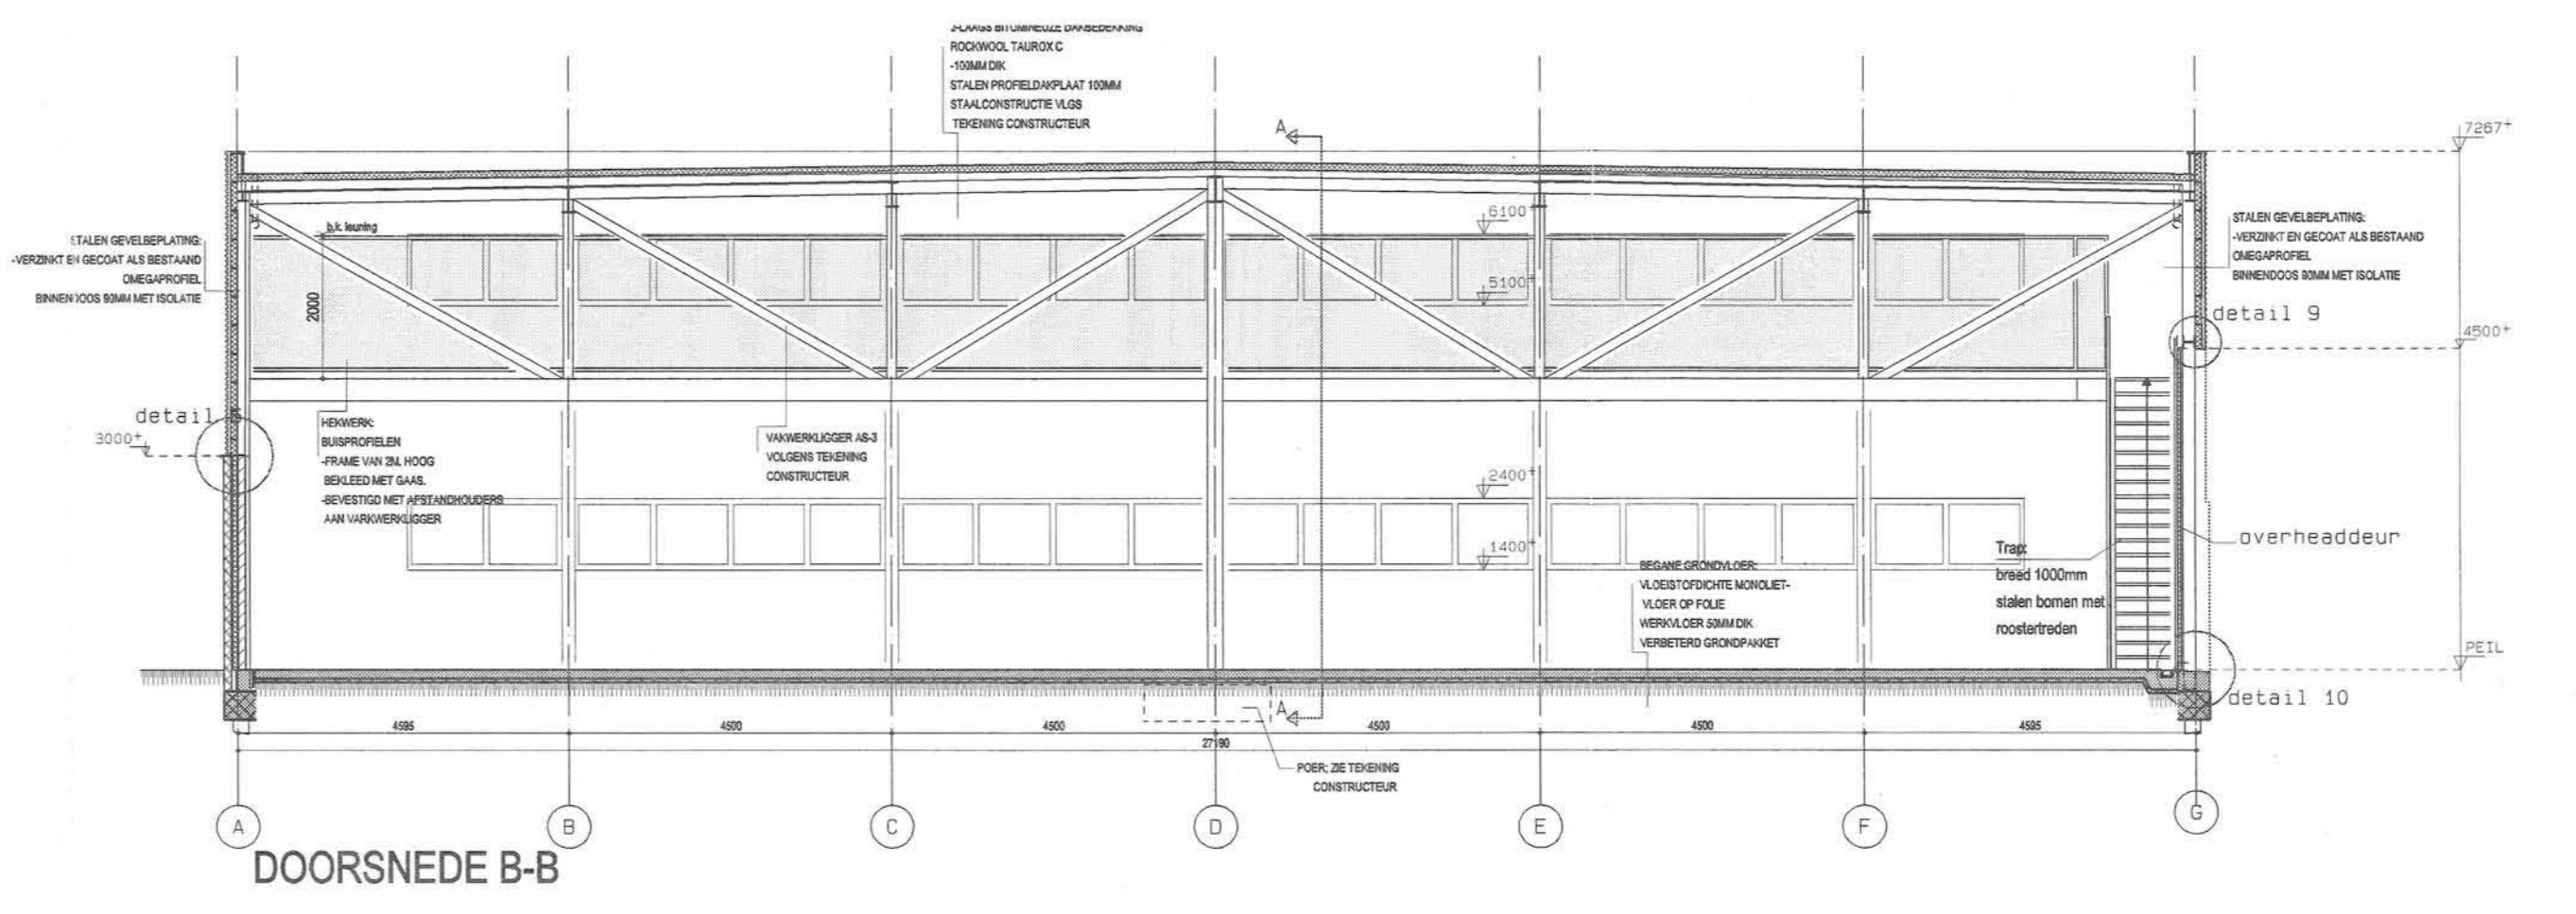 2-LAAGS BITUMINEUZE DAKBEDEKKING
ROCKWOOL TAUROX C
-100MM DIK
STALEN PROFIELDAKPLAAT 100MM
STAALCONSTRUCTIE VLGS
TEKENING CONSTRUCTEUR
A
7267+
STALEN GEVELBEPLATING:
-VERZINKT EN GECOAT ALS BESTAAND
OMEGAPROFIEL
BINNENDOOS 90MM MET ISOLATIE
b.k. leuning
2000
6100+
5100+
STALEN GEVELBEPLATING:
-VERZINKT EN GECOAT ALS BESTAAND
OMEGAPROFIEL
BINNENDOOS 90MM MET ISOLATIE
detail 9
4500+
detail
3000+
HEKWERK:
BUISPROFIELEN
-FRAME VAN 2M. HOOG
BEKLEED MET GAAS.
-BEVESTIGD MET AFSTANDHOUDERS
AAN VARKWERKLIGGER
VAKWERKLIGGER AS-3
VOLGENS TEKENING
CONSTRUCTEUR
2400+
1400+
BEGANE GRONDVLOER:
VLOEISTOFDICHTE MONOLIET-
VLOER OP FOLIE
WERKVLOER 50MM DIK
VERBETERD GRONDPAKKET
Trap:
breed 1000mm
stalen bomen met
roostertreden
overheaddeur
PEIL
detail 10
A
4595
4500
4500
4500
4500
4595
27190
POER; ZIE TEKENING
CONSTRUCTEUR
A
B
C
D
E
F
G
DOORSNEDE B-B